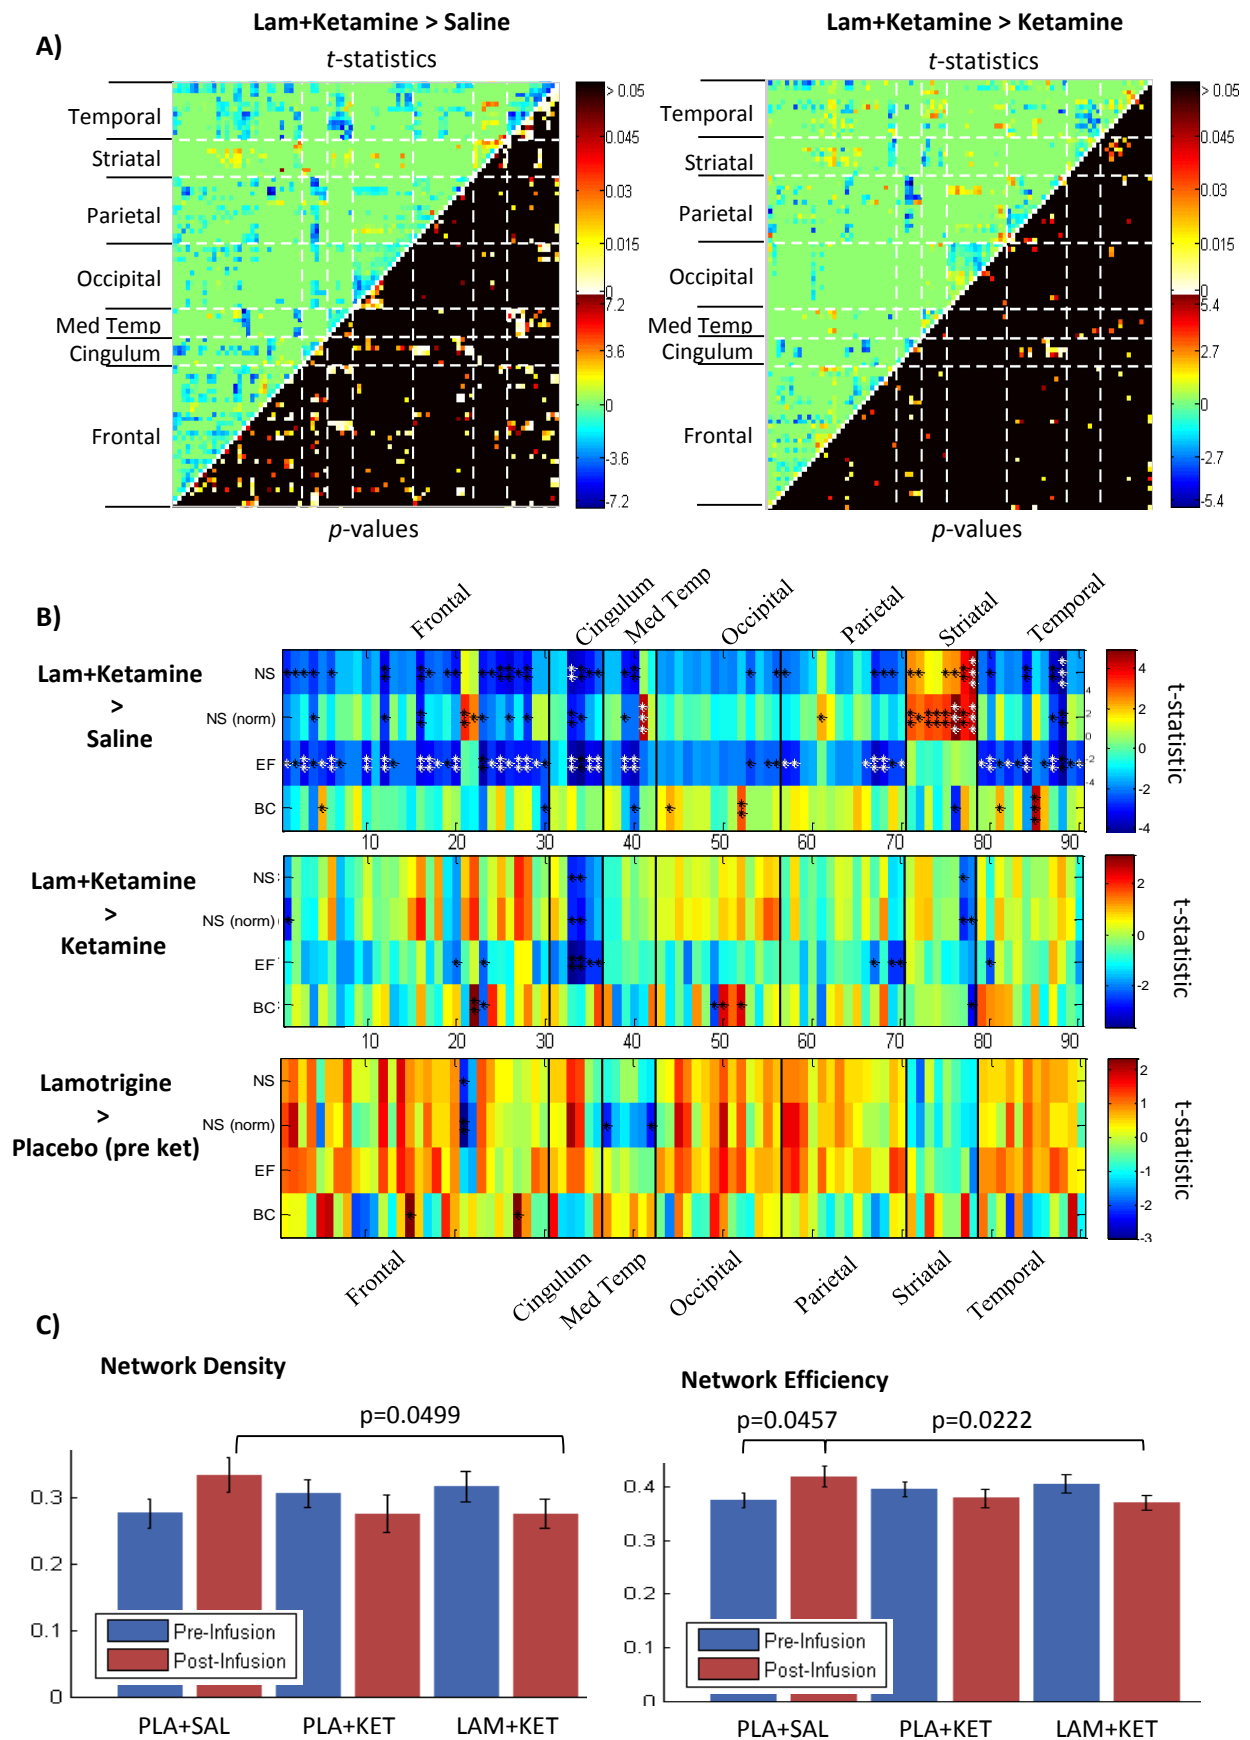 A)
Lam+Ketamine > Saline
t-statistics
Temporal
Striatal
Parietal
Occipital
Med Temp
Cingulum
Frontal
> 0.05
0.045
0.03
0.015
0
7.2
3.6
0
-3.6
-7.2
p-values
Lam+Ketamine > Ketamine
t-statistics
Temporal
Striatal
Parietal
Occipital
Med Temp
Cingulum
Frontal
> 0.05
0.045
0.03
0.015
0
5.4
2.7
0
-2.7
-5.4
p-values
B)
Frontal
Cingulum
Med Temp
Occipital
Parietal
Striatal
Temporal
Lam+Ketamine
>
Saline
NS
NS (norm)
EF
BC
10 20 30 40 50 60 70 80 90
4
2
0
-2
-4
4
3
2
1
0
-1
-2
-3
-4
t-statistic
Lam+Ketamine
>
Ketamine
NS
NS (norm)
EF
BC
10 20 30 40 50 60 70 80 90
2
0
-2
t-statistic
Lamotrigine
>
Placebo (pre ket)
NS
NS (norm)
EF
BC
2
1
0
-1
-2
-3
t-statistic
Frontal
Cingulum
Med Temp
Occipital
Parietal
Striatal
Temporal
C)
Network Density
p=0.0499
0.3
0.2
0.1
0
Pre-Infusion
Post-Infusion
PLA+SAL PLA+KET LAM+KET
Network Efficiency
p=0.0457 p=0.0222
0.4
0.3
0.2
0.1
0
Pre-Infusion
Post-Infusion
PLA+SAL PLA+KET LAM+KET